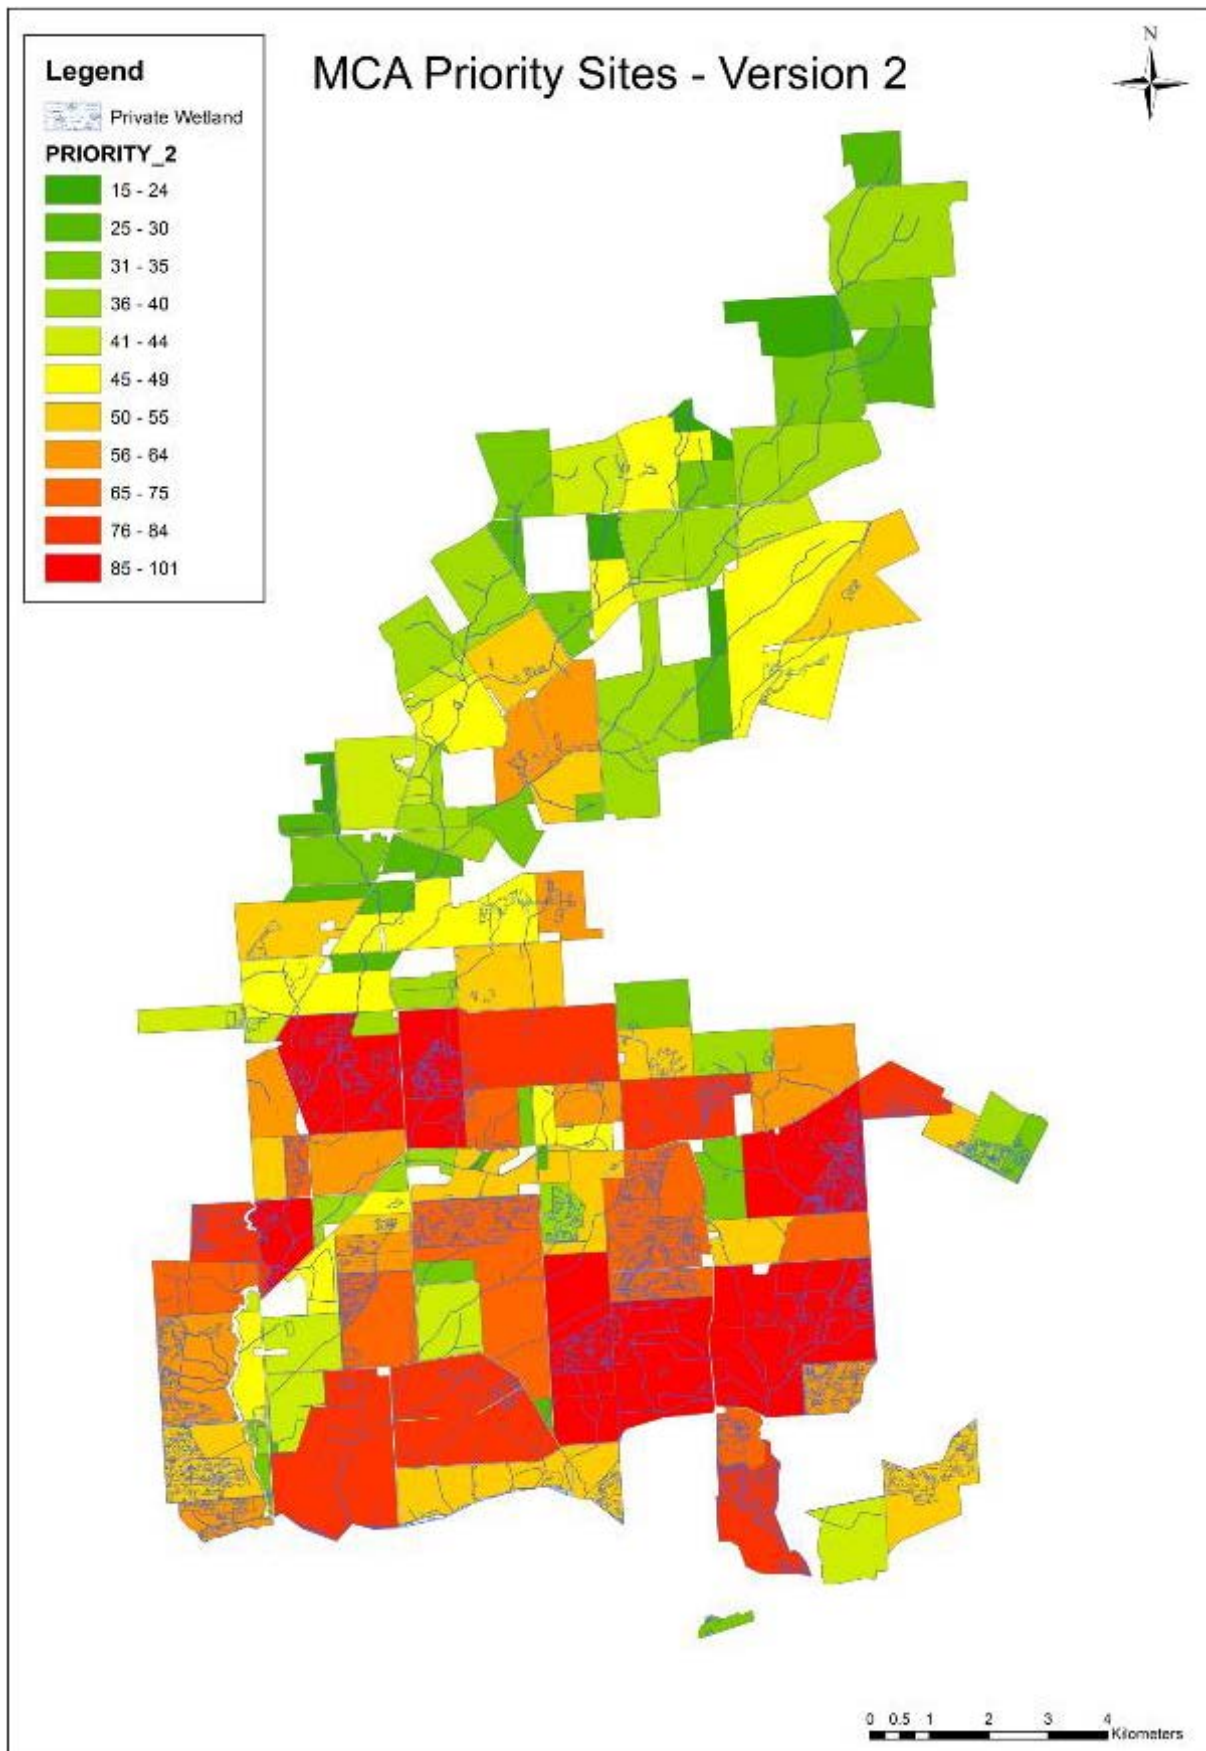 MCA Priority Sites - Version 2
N
Legend
Private Wetland
PRIORITY_2
15 - 24
25 - 30
31 - 35
36 - 40
41 - 44
45 - 49
50 - 55
56 - 64
65 - 75
76 - 84
85 - 101
0 0.5 1 2 3 4
Kilometers